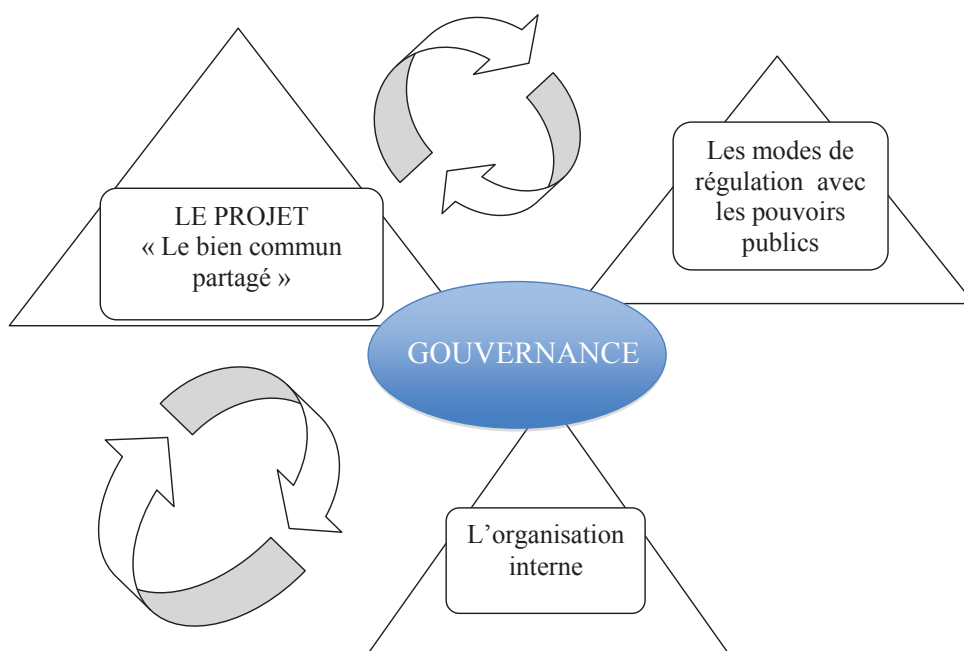 LE PROJET
« Le bien commun
partagé »
Les modes de
régulation avec
les pouvoirs
publics
GOUVERNANCE
L’organisation
interne